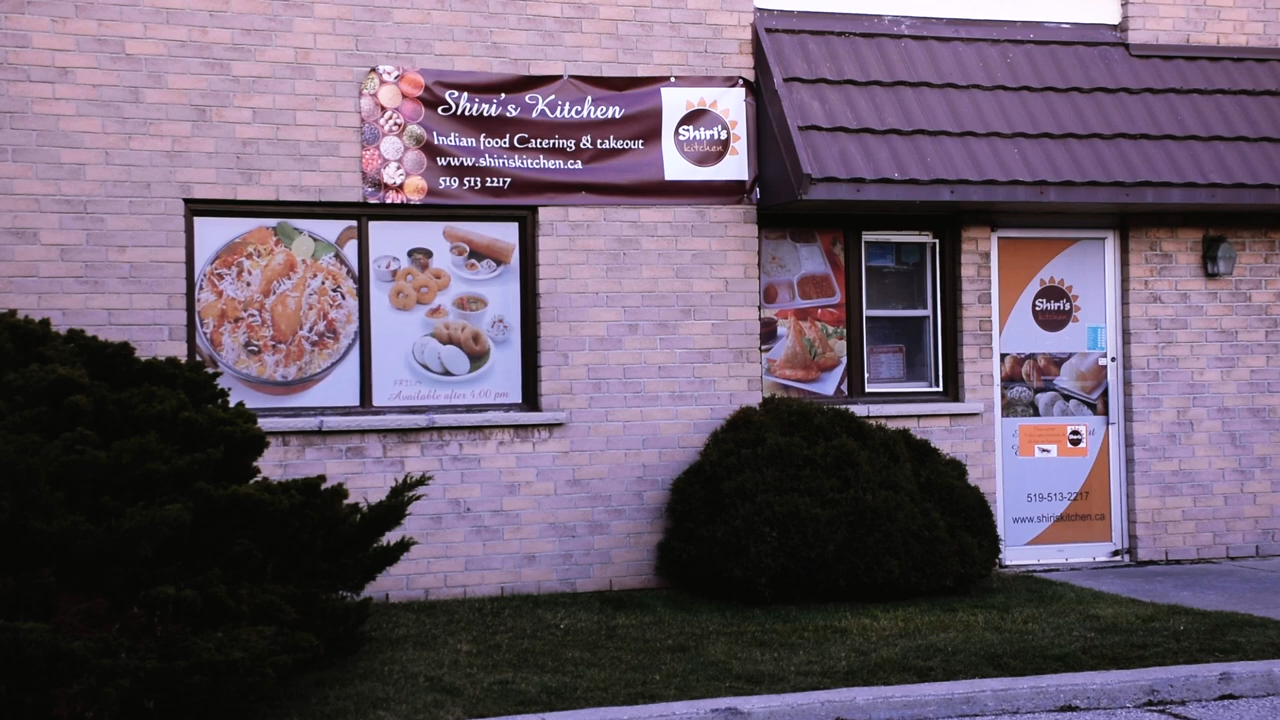 Shiri's Kitchen
Indian food Catering & takeout
www.shiriskitchen.ca
519 513 2217
Shiri's
kitchen
Available after 4:00 pm
Shiri's
kitchen
Shiri's
519-513-2217
www.shiriskitchen.ca